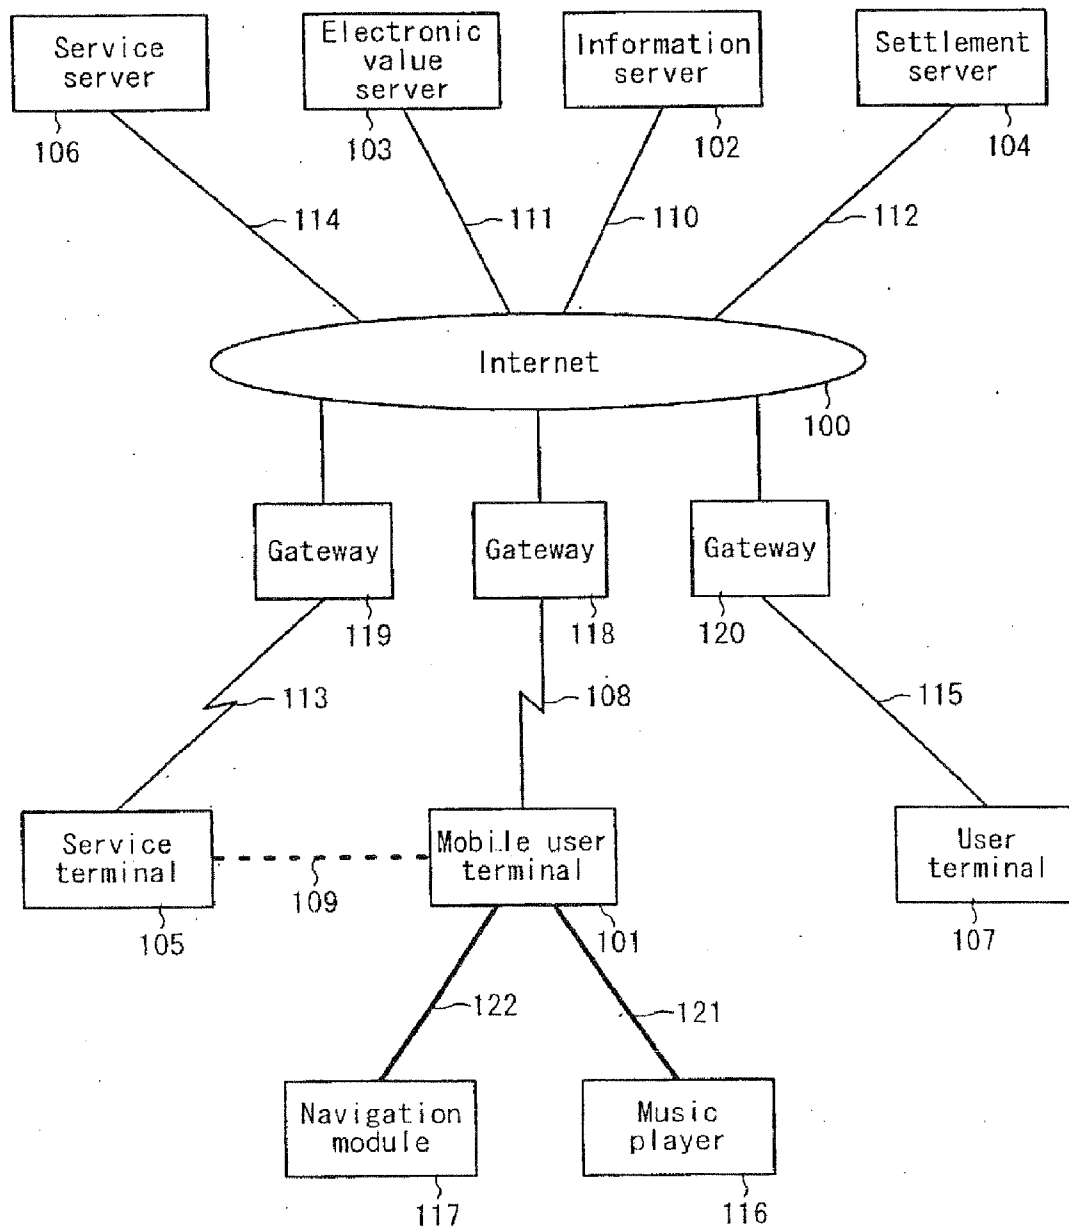 Service
server
Electronic
value
server
Information
server
Settlement
server
106
103
102
104
114
111
110
112
Internet
100
Gateway
Gateway
Gateway
119
118
120
113
108
115
Service
terminal
Mobile user
terminal
User
terminal
109
105
101
107
122
121
Navigation
module
Music
player
117
116